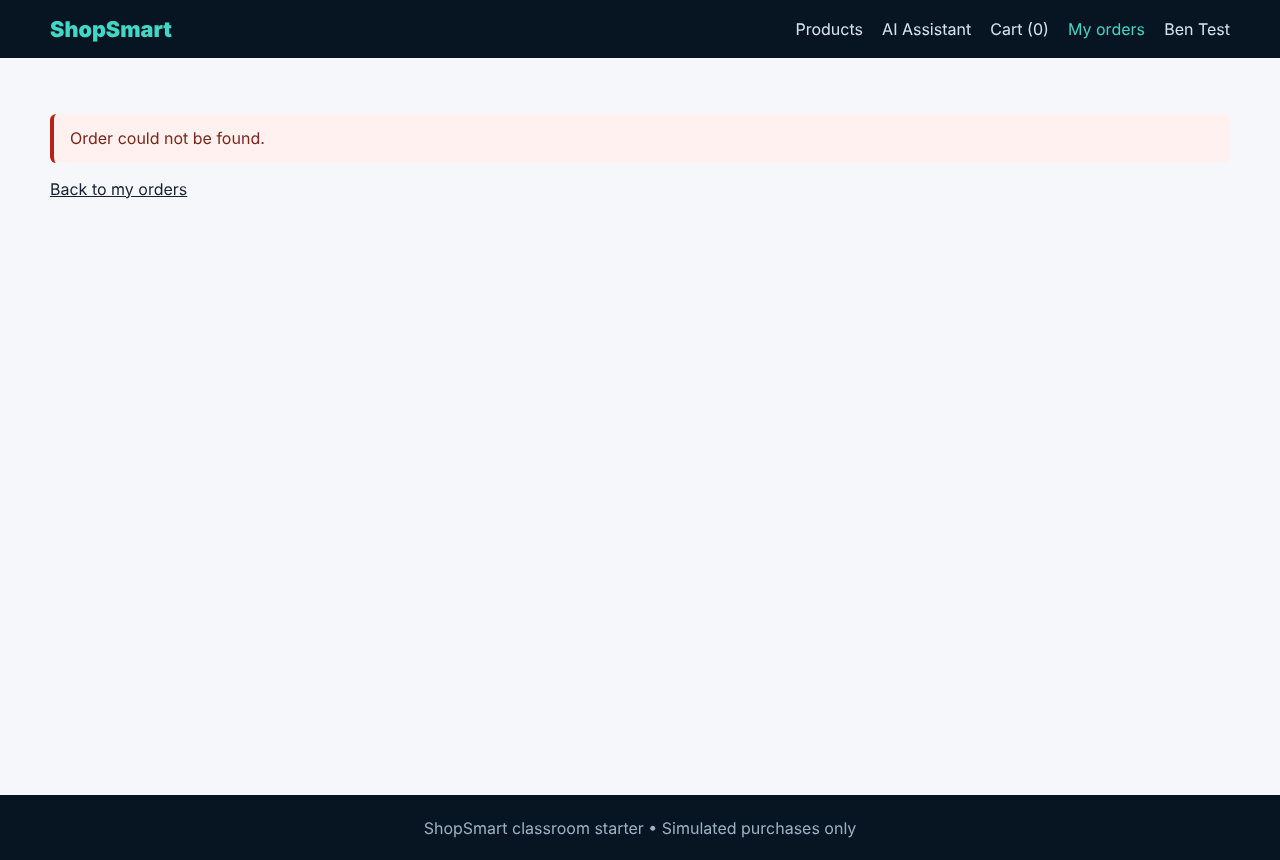 ShopSmart
Products AI Assistant Cart (0) My orders Ben Test
Order could not be found.
Back to my orders
ShopSmart classroom starter • Simulated purchases only